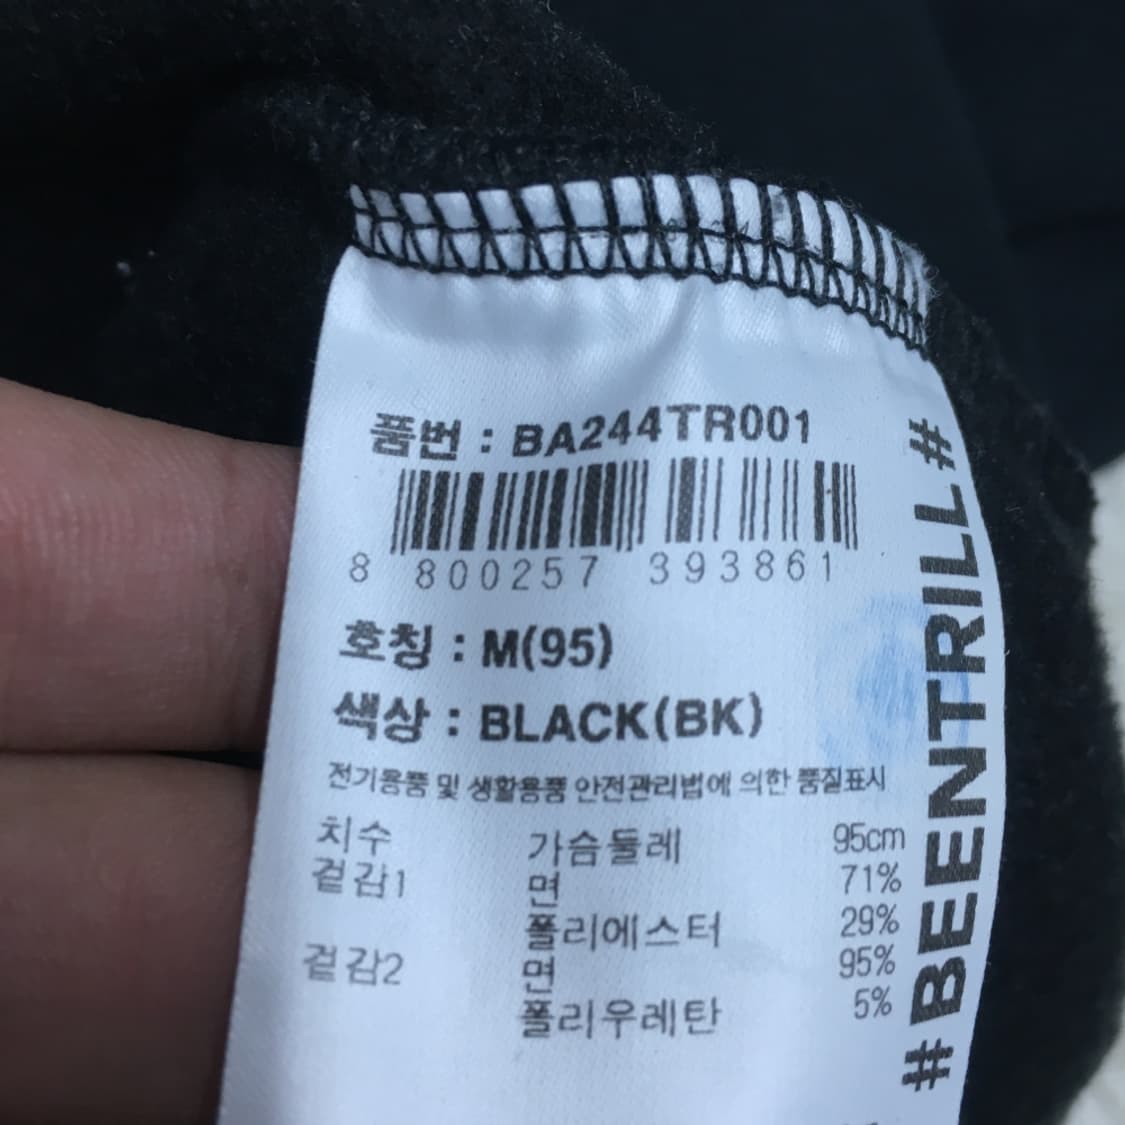 품번 : BA244TR001
8 800257 393861
호칭 : M(95)
색상 : BLACK(BK)
전기용품 및 생활용품 안전관리법에 의한 품질표시
치수 가슴둘레 95cm
겉감1 면 71%
폴리에스터 29%
겉감2 면 95%
폴리우레탄 5%
#BEENTRILL#